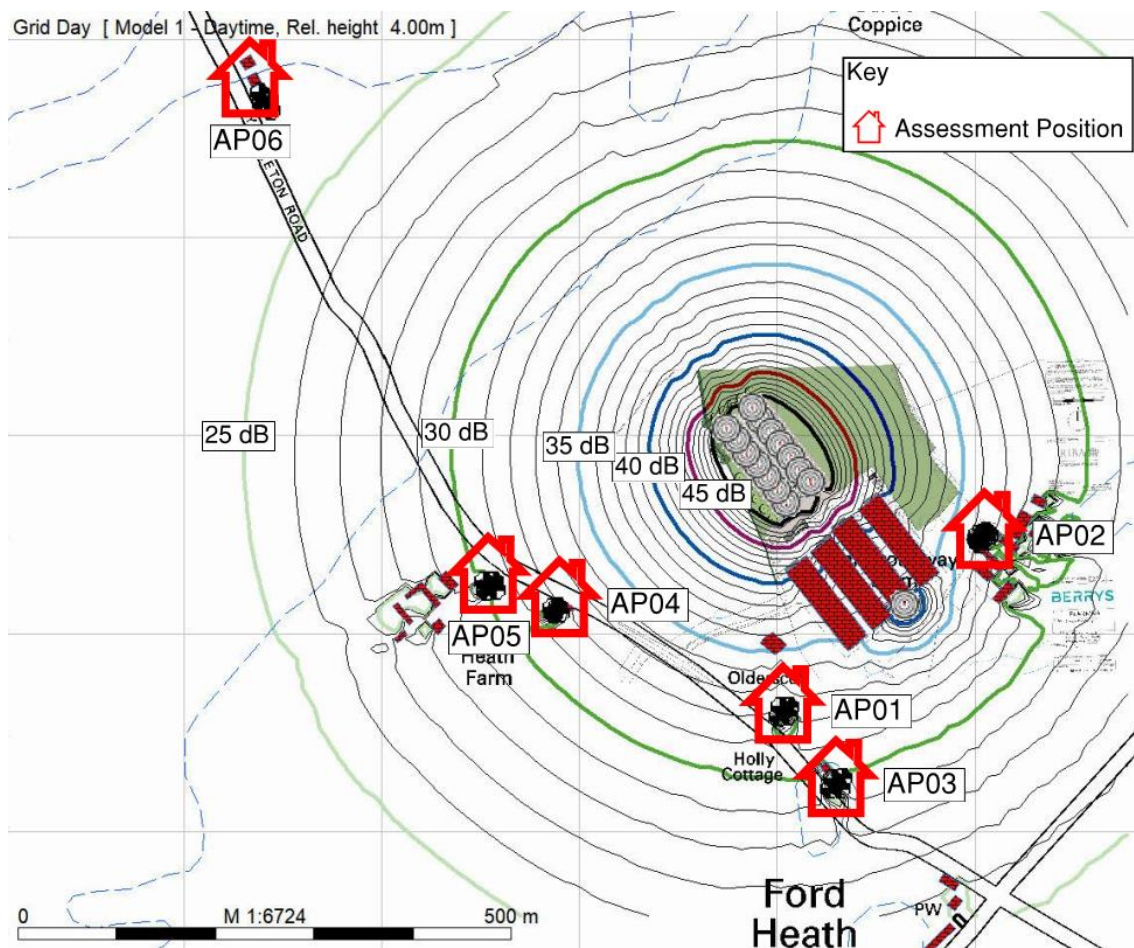 Grid Day [ Model 1 - Daytime, Rel. height 4.00m ]
Coppice
Key
Assessment Position
AP06
ETON ROAD
25 dB
30 dB
35 dB
40 dB
45 dB
AP02
BERRYS
AP04
AP05
Heath
Farm
AP01
Holly
Cottage
AP03
Ford
Heath
PW
0
M 1:6724
500 m